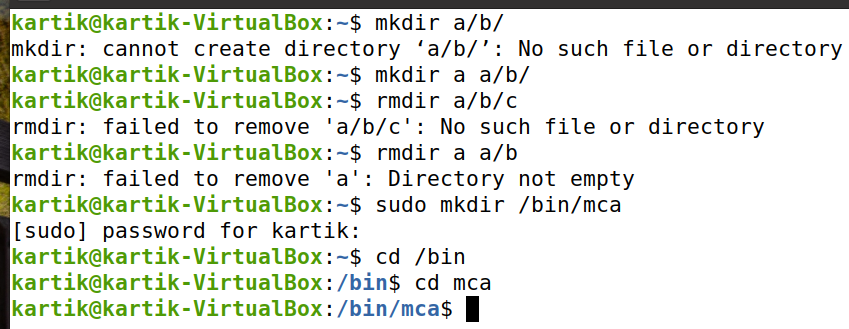 kartik@kartik-VirtualBox:~$ mkdir a/b/
mkdir: cannot create directory ‘a/b/’: No such file or directory
kartik@kartik-VirtualBox:~$ mkdir a a/b/
kartik@kartik-VirtualBox:~$ rmdir a/b/c
rmdir: failed to remove 'a/b/c': No such file or directory
kartik@kartik-VirtualBox:~$ rmdir a a/b
rmdir: failed to remove 'a': Directory not empty
kartik@kartik-VirtualBox:~$ sudo mkdir /bin/mca
[sudo] password for kartik:
kartik@kartik-VirtualBox:~$ cd /bin
kartik@kartik-VirtualBox:/bin$ cd mca
kartik@kartik-VirtualBox:/bin/mca$